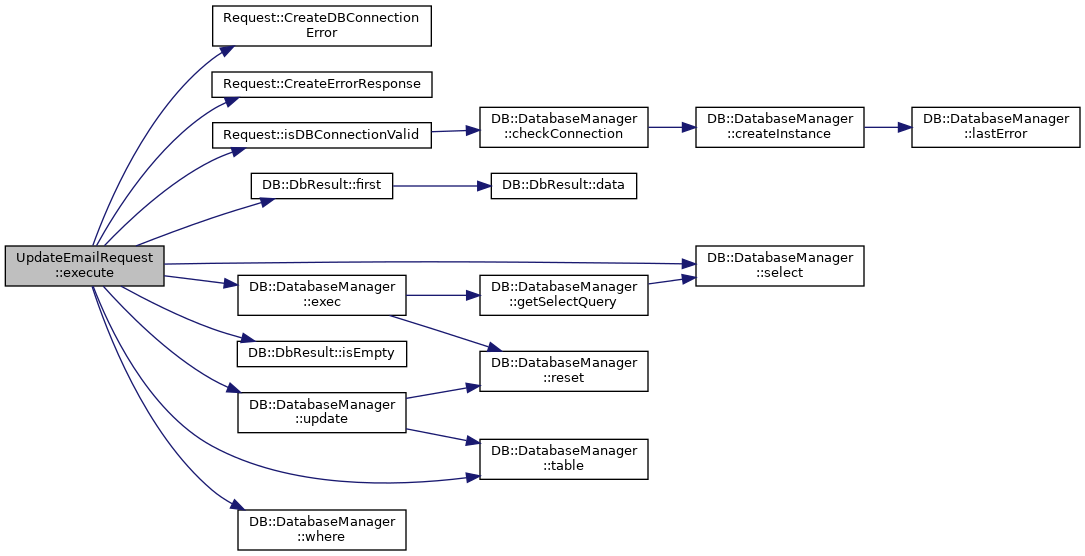 Request::CreateDBConnection
Error
Request::CreateErrorResponse
Request::isDBConnectionValid
DB::DatabaseManager
::checkConnection
DB::DatabaseManager
::createInstance
DB::DatabaseManager
::lastError
DB::DbResult::first
DB::DbResult::data
UpdateEmailRequest
::execute
DB::DatabaseManager
::select
DB::DatabaseManager
::exec
DB::DatabaseManager
::getSelectQuery
DB::DbResult::isEmpty
DB::DatabaseManager
::reset
DB::DatabaseManager
::update
DB::DatabaseManager
::table
DB::DatabaseManager
::where